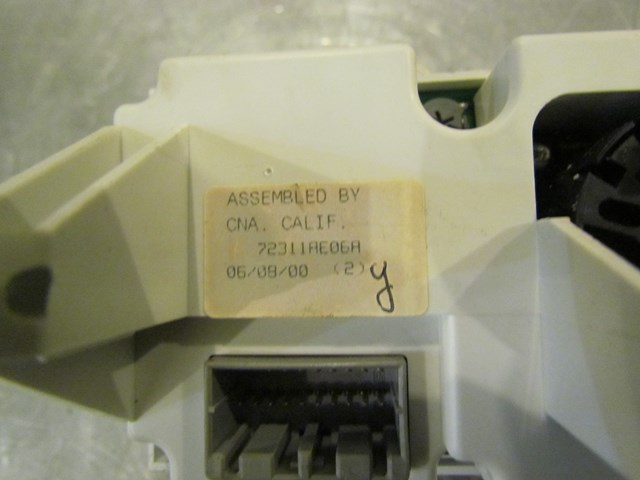 ASSEMBLED BY
CNA. CALIF.
72311AE06A
06/08/00 (2) y